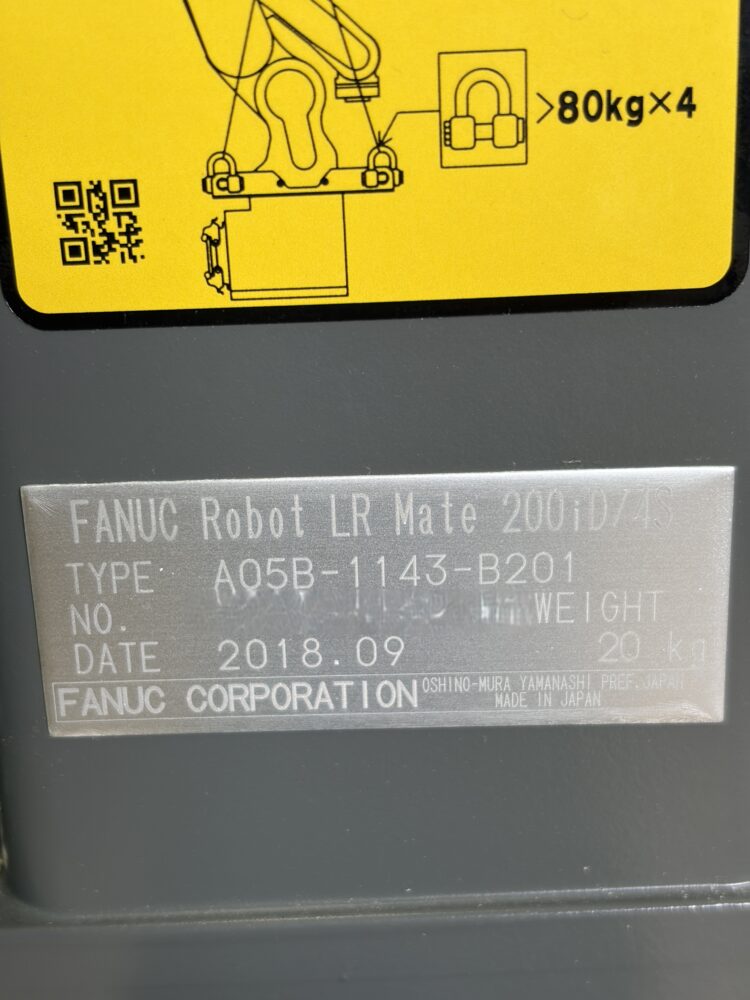 >80kg×4
FANUC Robot LR Mate 200iD/4S
TYPE A05B-1143-B201
NO. WEIGHT
DATE 2018.09 20 kg
FANUC CORPORATION OSHINO-MURA YAMANASHI PREF. JAPAN
MADE IN JAPAN